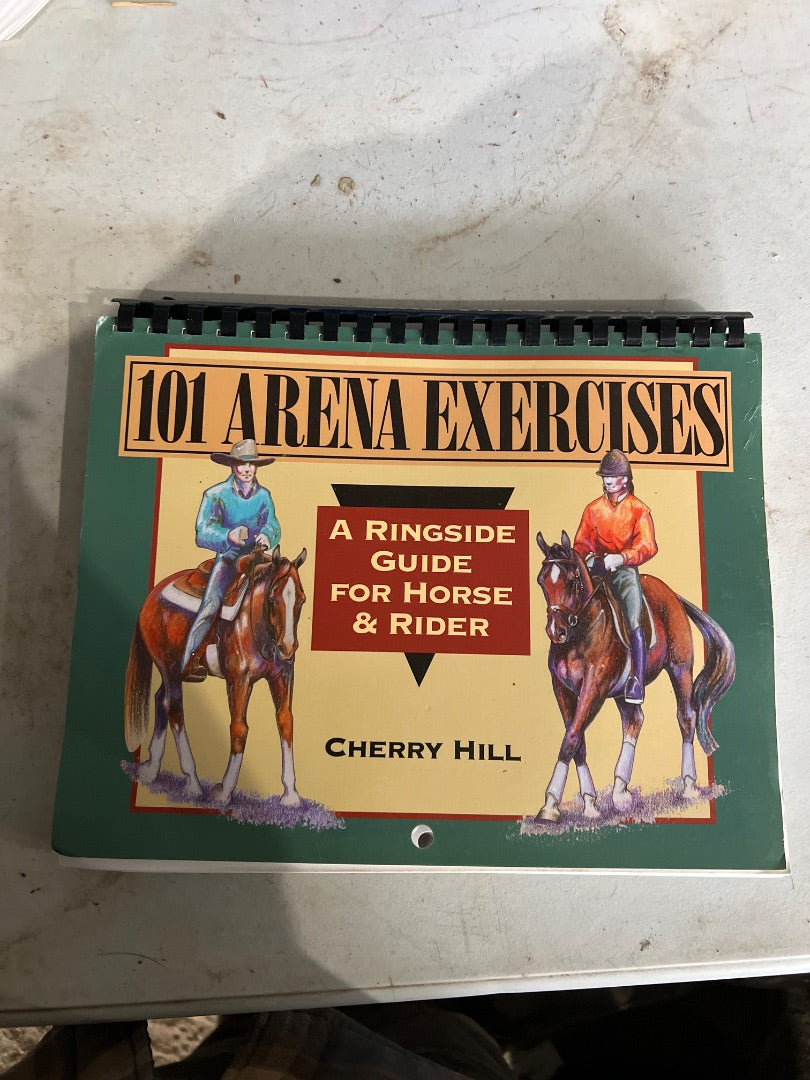 101 ARENA EXERCISES
A RINGSIDE
GUIDE
FOR HORSE
& RIDER
CHERRY HILL